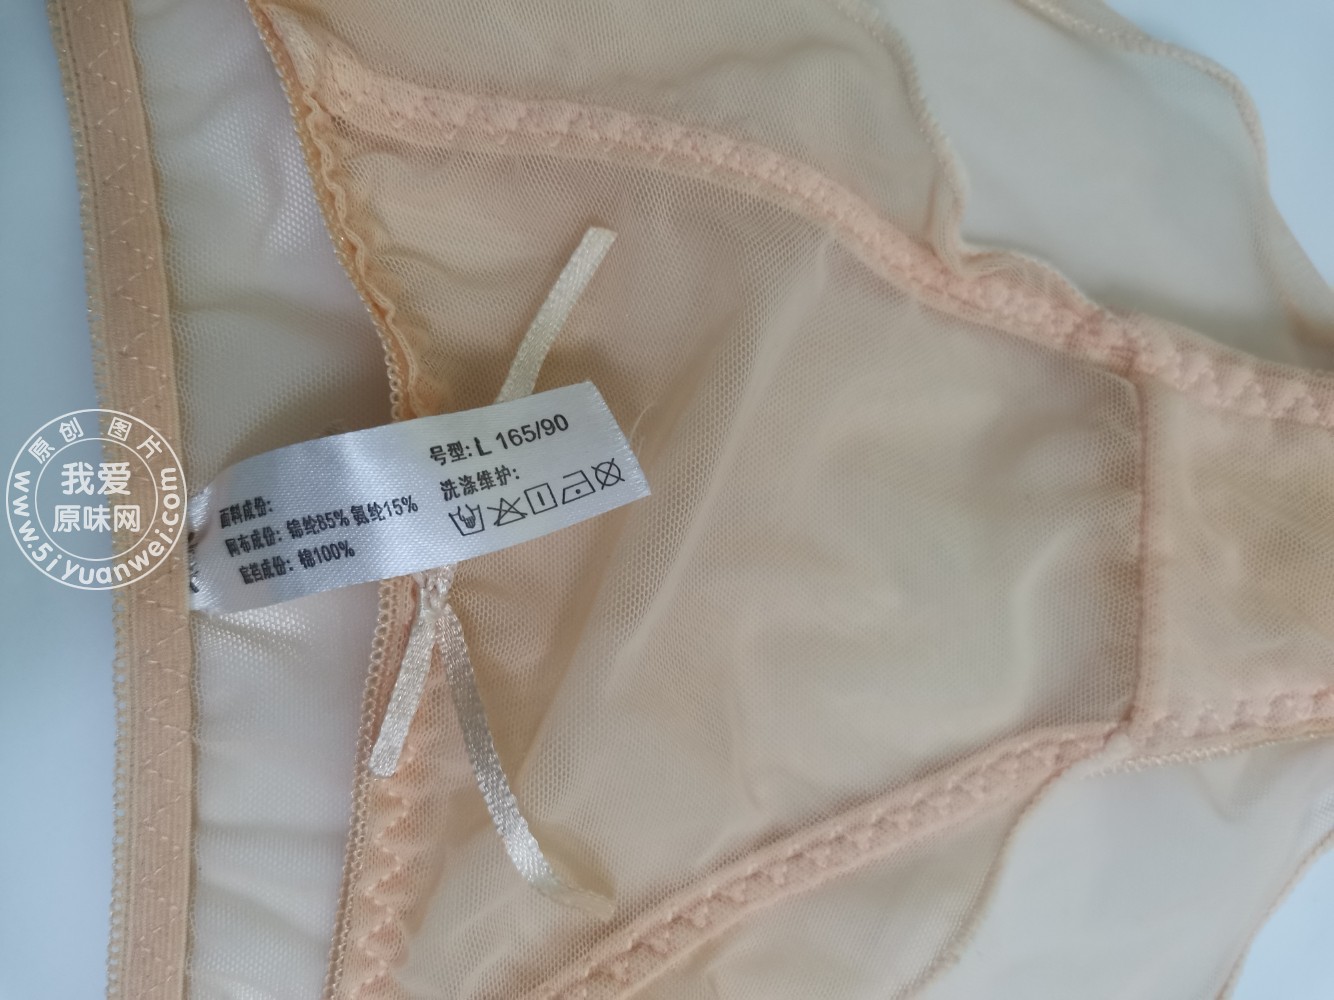 面料成份:
网布成份: 锦纶85% 氨纶15%
底裆成份: 棉100%
号型: L 165/90
洗涤维护:
原创图片
我爱
原味网
www.5iyuanwei.com